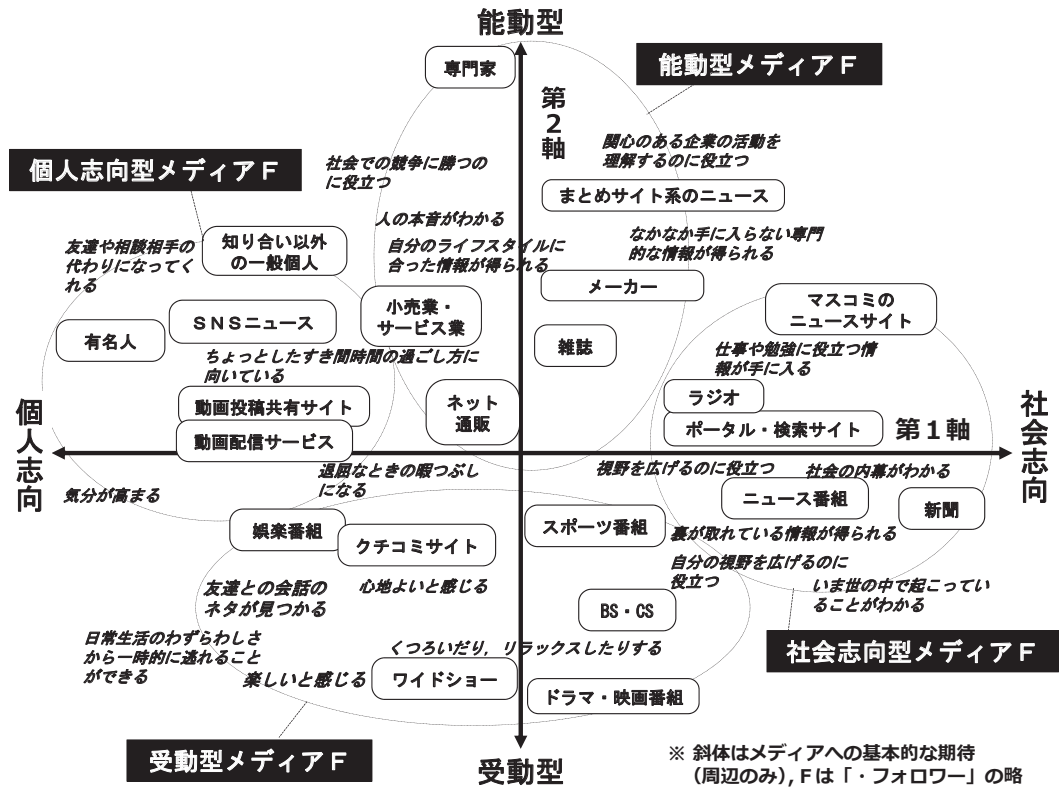 能動型
専門家
第2軸
能動型メディアF
関心のある企業の活動を
理解するのに役立つ
個人志向型メディアF
社会での競争に勝つの
に役立つ
まとめサイト系のニュース
人の本音がわかる
自分のライフスタイルに
合った情報が得られる
なかなか手に入らない専門
的な情報が得られる
友達や相談相手の
代わりになってく
れる
知り合い以外
の一般個人
メーカー
マスコミの
ニュースサイト
有名人
SNSニュース
小売業・
サービス業
雑誌
ちょっとしたすき間時間の過ごし方に
向いている
仕事や勉強に役立つ情
報が手に入る
動画投稿共有サイト
動画配信サービス
ネット
通販
ラジオ
ポータル・検索サイト
第1軸
個人志向
社会志向
気分が高まる
退屈なときの暇つぶし
になる
視野を広げるのに役立つ
社会の内幕がわかる
ニュース番組
新聞
娯楽番組
クチコミサイト
スポーツ番組
裏が取れている情報が得られる
自分の視野を広げるのに
役立つ
友達との会話の
ネタが見つかる
心地よいと感じる
BS・CS
いま世の中で起こってい
ることがわかる
日常生活のわずらわしさ
から一時的に逃れること
ができる
くつろいだり，リラックスしたりする
社会志向型メディアF
楽しいと感じる
ワイドショー
ドラマ・映画番組
受動型メディアF
受動型
※ 斜体はメディアへの基本的な期待
（周辺のみ），Fは「・フォロワー」の略